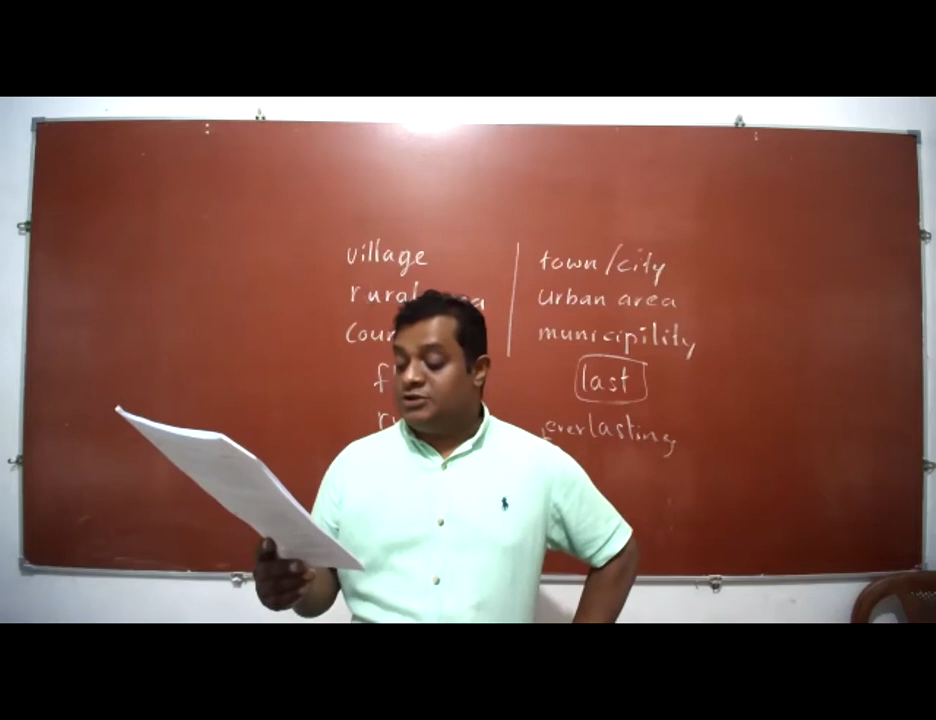 village
town/city
rural
urban area
municipility
last
everlasting